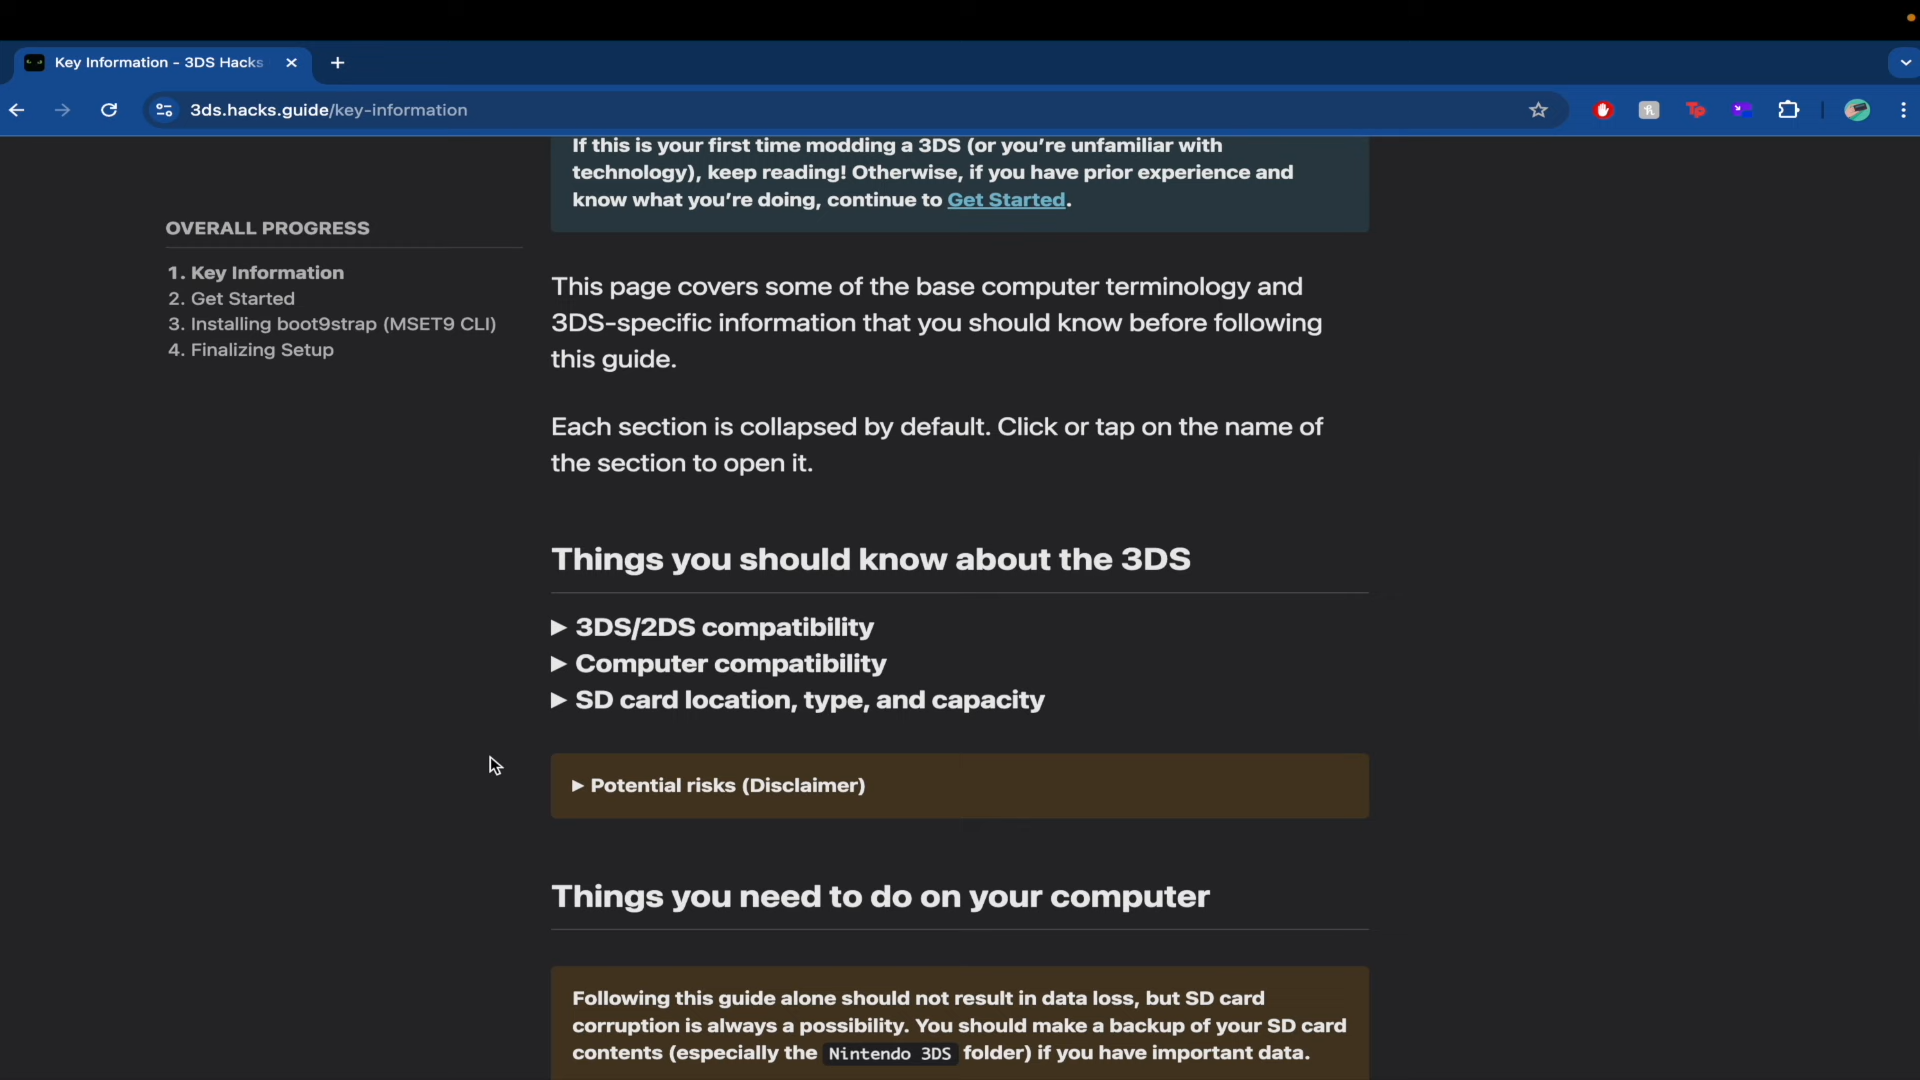 Key Information - 3DS Hacks
3ds.hacks.guide/key-information
If this is your first time modding a 3DS (or you're unfamiliar with
technology), keep reading! Otherwise, if you have prior experience and
know what you're doing, continue to Get Started.
OVERALL PROGRESS
1. Key Information
2. Get Started
3. Installing boot9strap (MSET9 CLI)
4. Finalizing Setup
This page covers some of the base computer terminology and
3DS-specific information that you should know before following
this guide.
Each section is collapsed by default. Click or tap on the name of
the section to open it.
Things you should know about the 3DS
3DS/2DS compatibility
Computer compatibility
SD card location, type, and capacity
Potential risks (Disclaimer)
Things you need to do on your computer
Following this guide alone should not result in data loss, but SD card
corruption is always a possibility. You should make a backup of your SD card
contents (especially the Nintendo 3DS folder) if you have important data.